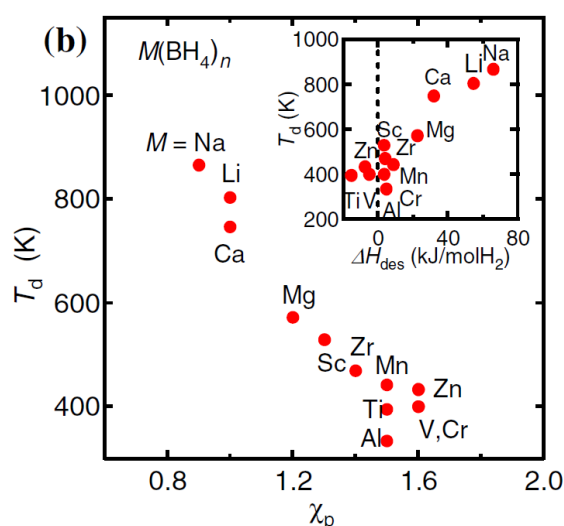 (b)
M(BH4)n
1000
800
600
400
Td (K)
0.8
1.2
1.6
2.0
χp
M = Na
Li
Ca
Mg
Sc
Zr
Mn
Ti
Al
Zn
V,Cr
1000
800
600
400
200
Td (K)
0
40
80
ΔHdes (kJ/molH2)
Na
Li
Ca
Mg
Sc
Zn
Zr
Mn
Ti
V
Cr
Al